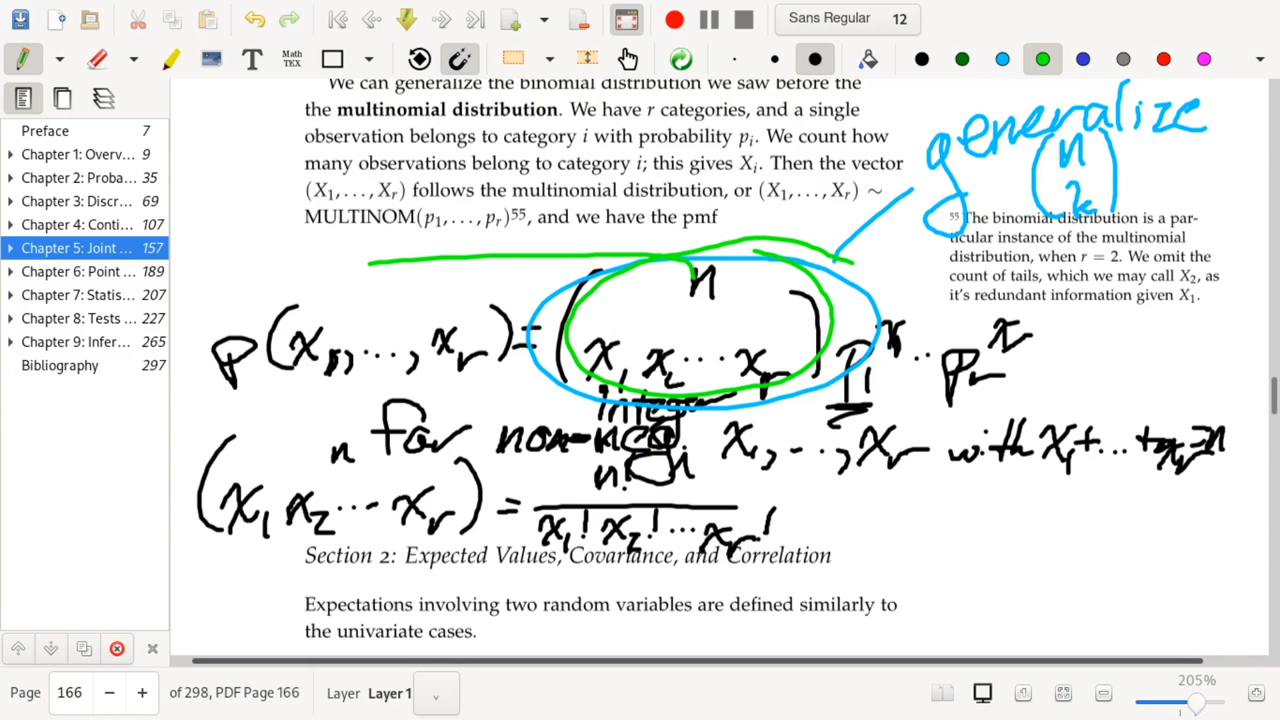 Sans Regular 12
T Math TEX
Preface 7
Chapter 1: Overv... 9
Chapter 2: Proba... 35
Chapter 3: Discr... 69
Chapter 4: Conti... 107
Chapter 5: Joint ... 157
Chapter 6: Point ... 189
Chapter 7: Statis... 207
Chapter 8: Tests ... 227
Chapter 9: Infer... 265
Bibliography 297
We can generalize the binomial distribution we saw before the
the multinomial distribution. We have r categories, and a single
observation belongs to category i with probability pᵢ. We count how
many observations belong to category i; this gives Xᵢ. Then the vector
(X₁, . . . , Xᵣ) follows the multinomial distribution, or (X₁, . . . , Xᵣ) ∼
MULTINOM(p₁, . . . , pᵣ)⁵⁵, and we have the pmf
generalize
(n
k)
⁵⁵ The binomial distribution is a par-
ticular instance of the multinomial
distribution, when r = 2. We omit the
count of tails, which we may call X₂, as
it's redundant information given X₁.
p(x₁, ..., xᵣ) = (n
x₁ x₂ ... xᵣ) p₁ˣ ... pᵣˣ
for non-neg. integer x₁, ..., xᵣ with x₁+...+xᵣ=n
(n
x₁ x₂ ... xᵣ) = n! / x₁! x₂! ... xᵣ!
Section 2: Expected Values, Covariance, and Correlation
Expectations involving two random variables are defined similarly to
the univariate cases.
Page 166 − + of 298, PDF Page 166 Layer Layer 1 205%